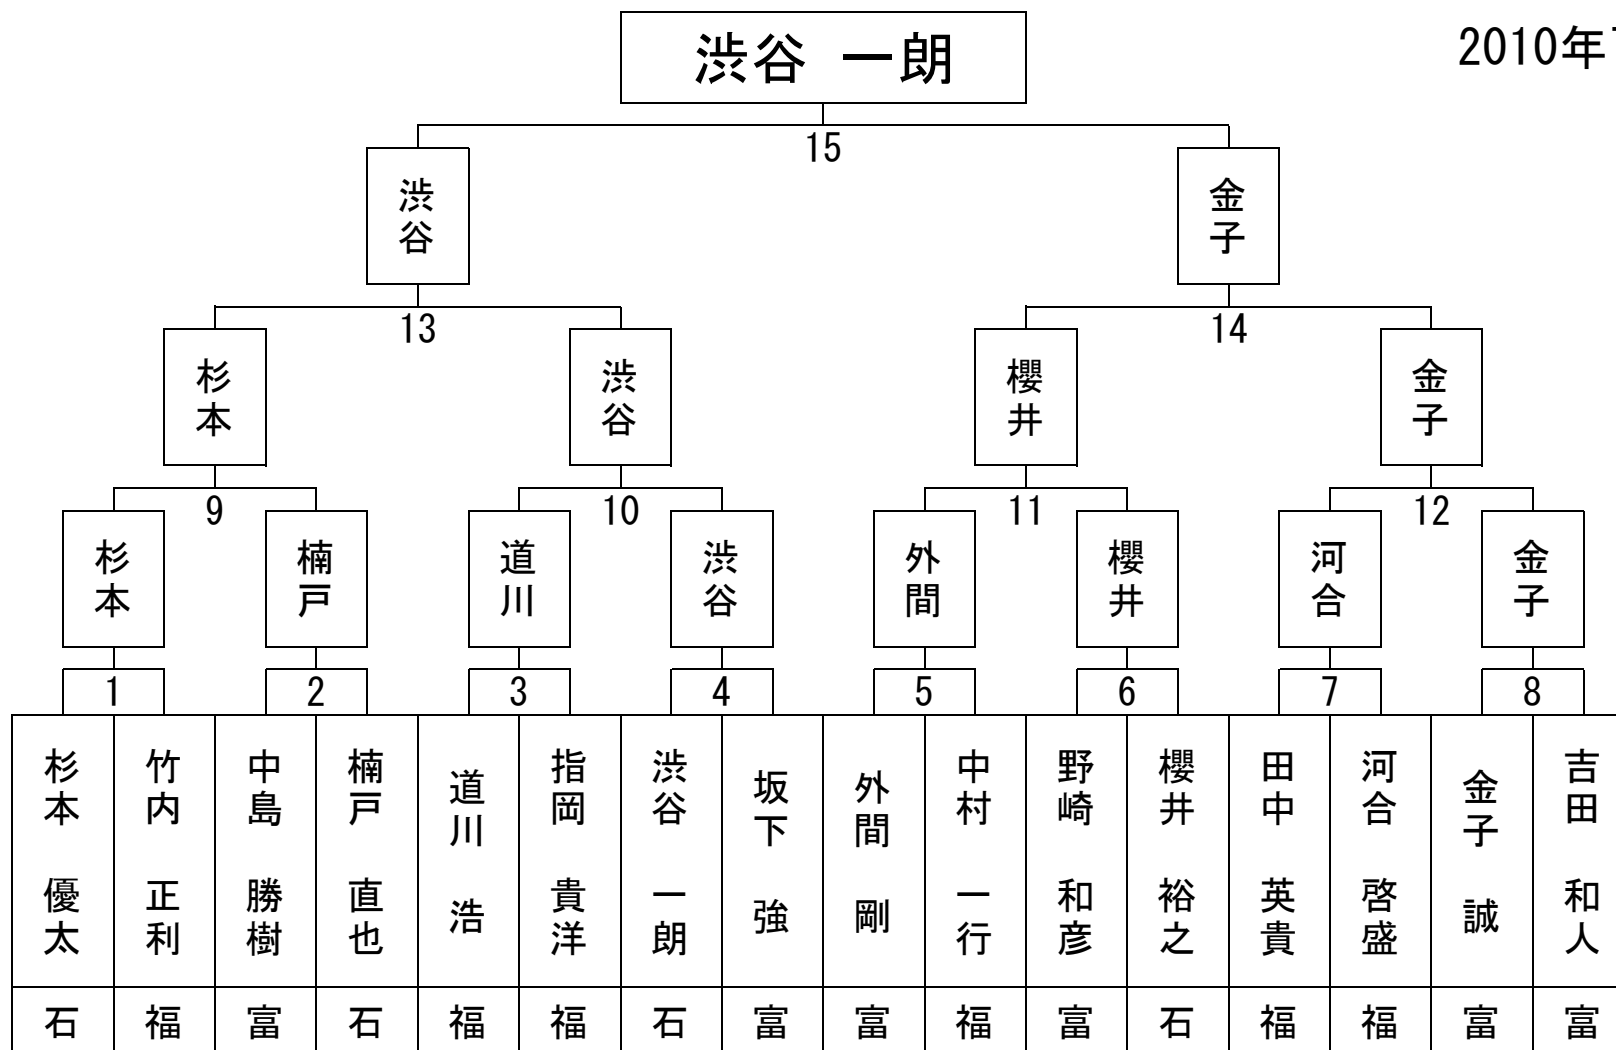 渋谷 一朗
2010年
15
渋谷
金子
13
14
杉本
渋谷
櫻井
金子
9
10
11
12
杉本
楠戸
道川
渋谷
外間
櫻井
河合
金子
1
2
3
4
5
6
7
8
杉本 優太
竹内 正利
中島 勝樹
楠戸 直也
道川 浩
指岡 貴洋
渋谷 一朗
坂下 強
外間 剛
中村 一行
野崎 和彦
櫻井 裕之
田中 英貴
河合 啓盛
金子 誠
吉田 和人
石 福 富 石 福 福 石 富 富 福 富 石 福 福 富 富